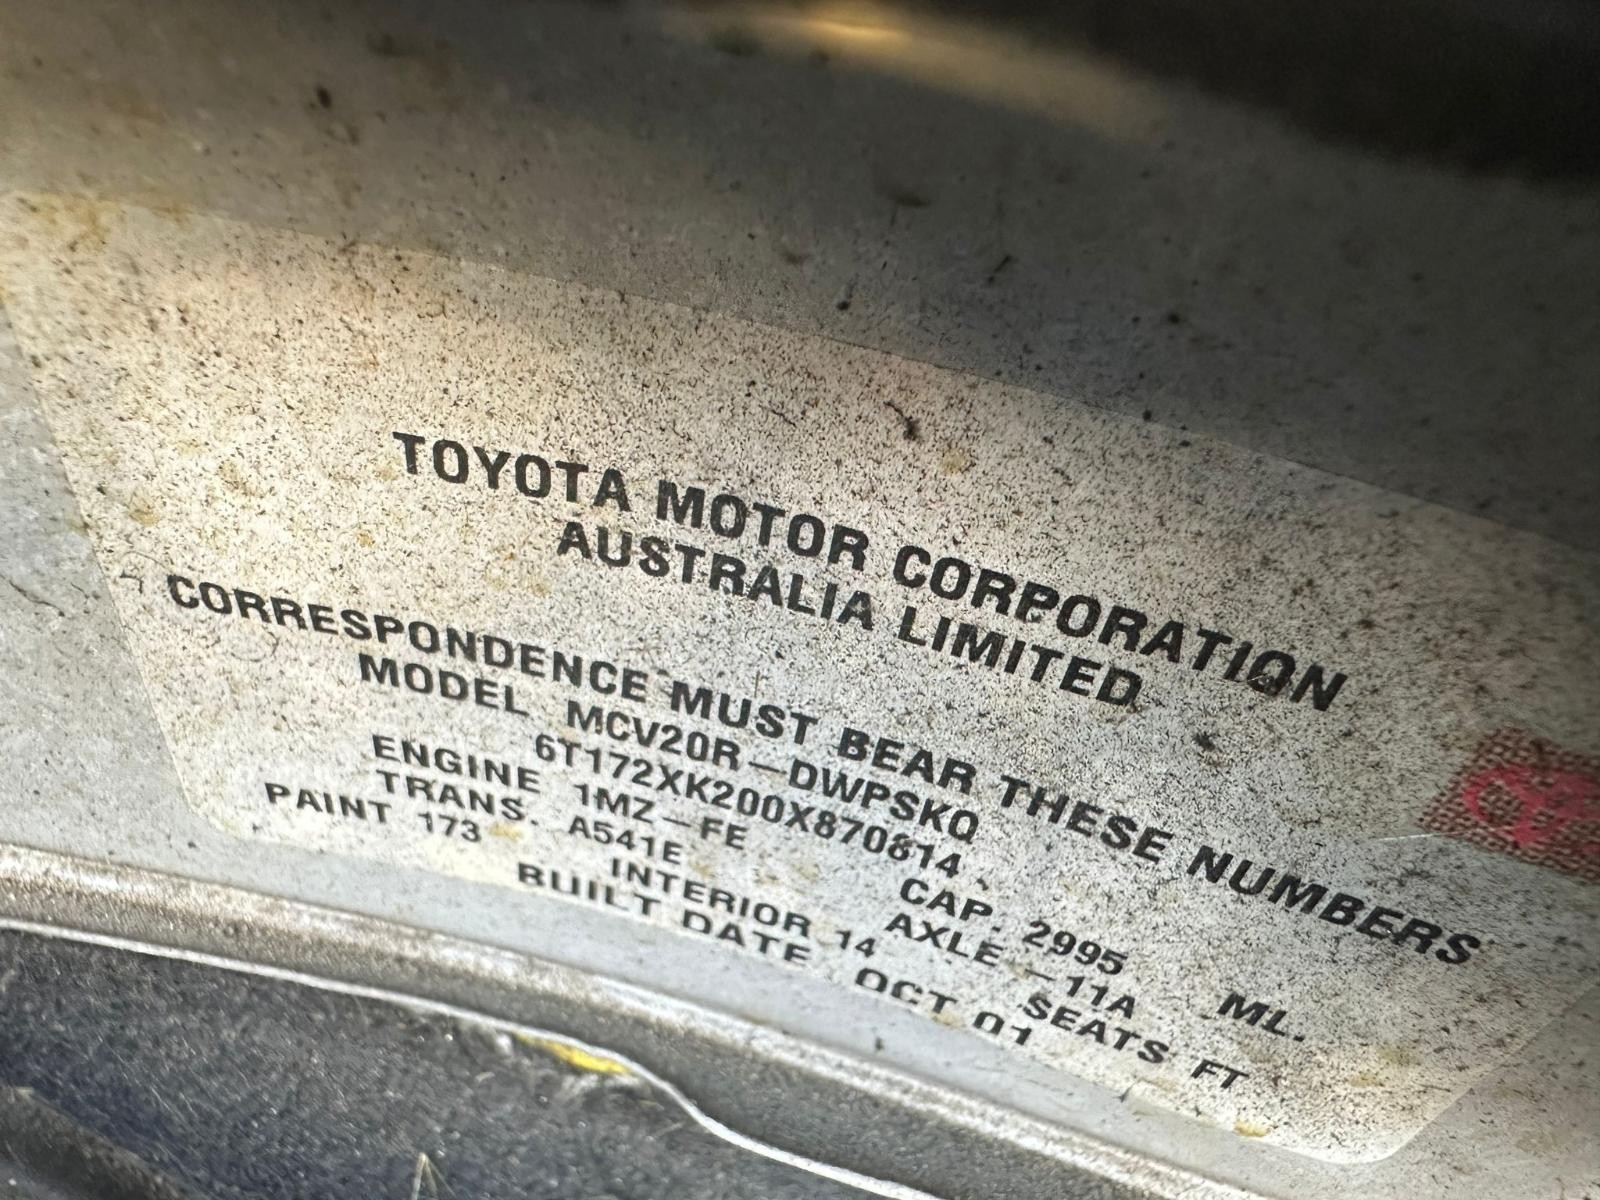 TOYOTA MOTOR CORPORATION
AUSTRALIA LIMITED
CORRESPONDENCE MUST BEAR THESE NUMBERS
MODEL MCV20R—DWPSKQ
6T172XK200X870814
ENGINE 1MZ—FE CAP. 2995 ML.
TRANS. A541E AXLE —11A
PAINT 173 INTERIOR 14 SEATS FT
BUILT DATE OCT 01